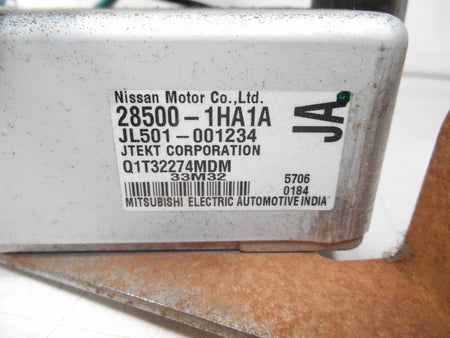 Nissan Motor Co.,Ltd.
28500-1HA1A
JL501-001234
JTEKT CORPORATION
Q1T32274MDM
33M32
5706
0184
MITSUBISHI ELECTRIC AUTOMOTIVE INDIA
JA